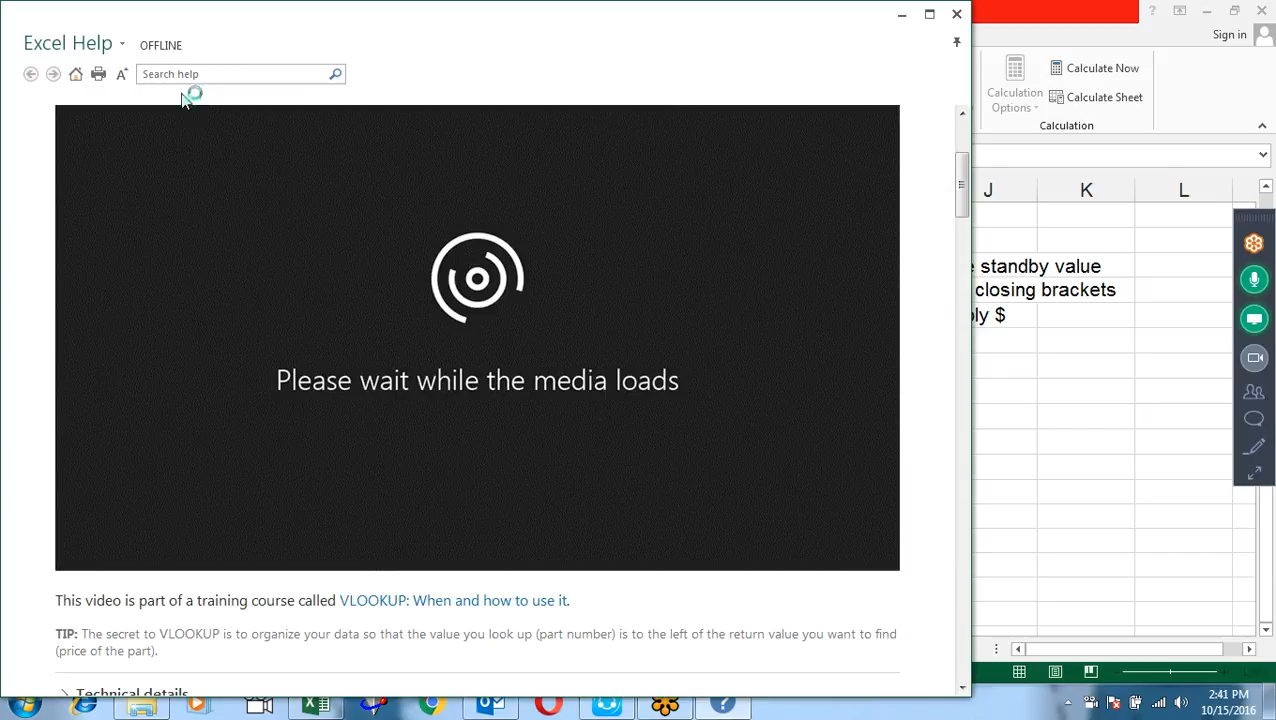 Excel Help
OFFLINE
Search help
Please wait while the media loads
This video is part of a training course called VLOOKUP: When and how to use it.
TIP: The secret to VLOOKUP is to organize your data so that the value you look up (part number) is to the left of the return value you want to find
(price of the part).
Technical details
Sign in
Calculation
Options
Calculate Now
Calculate Sheet
Calculation
J K L
standby value
closing brackets
$
2:41 PM
10/15/2016